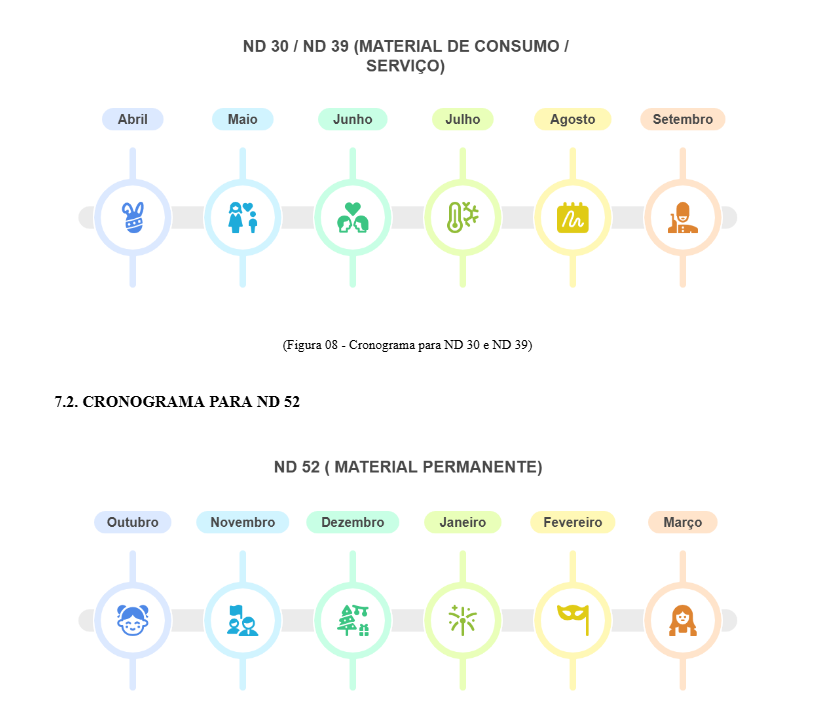 ND 30 / ND 39 (MATERIAL DE CONSUMO /
SERVIÇO)
Abril
Maio
Junho
Julho
Agosto
Setembro
(Figura 08 - Cronograma para ND 30 e ND 39)
7.2. CRONOGRAMA PARA ND 52
ND 52 ( MATERIAL PERMANENTE)
Outubro
Novembro
Dezembro
Janeiro
Fevereiro
Março